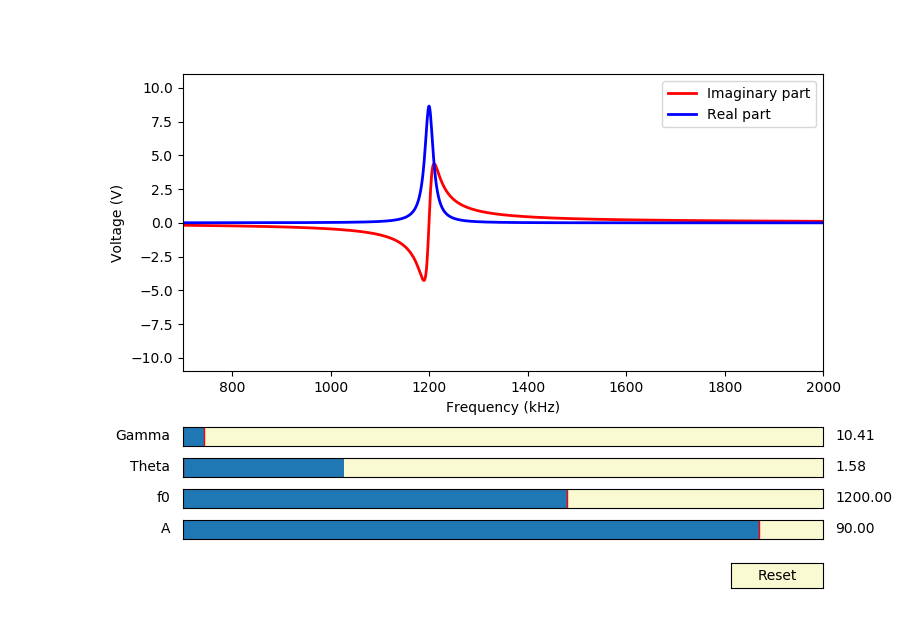 10.0
7.5
5.0
2.5
0.0
−2.5
−5.0
−7.5
−10.0
Voltage (V)
Imaginary part
Real part
800 1000 1200 1400 1600 1800 2000
Frequency (kHz)
Gamma 10.41
Theta 1.58
f0 1200.00
A 90.00
Reset